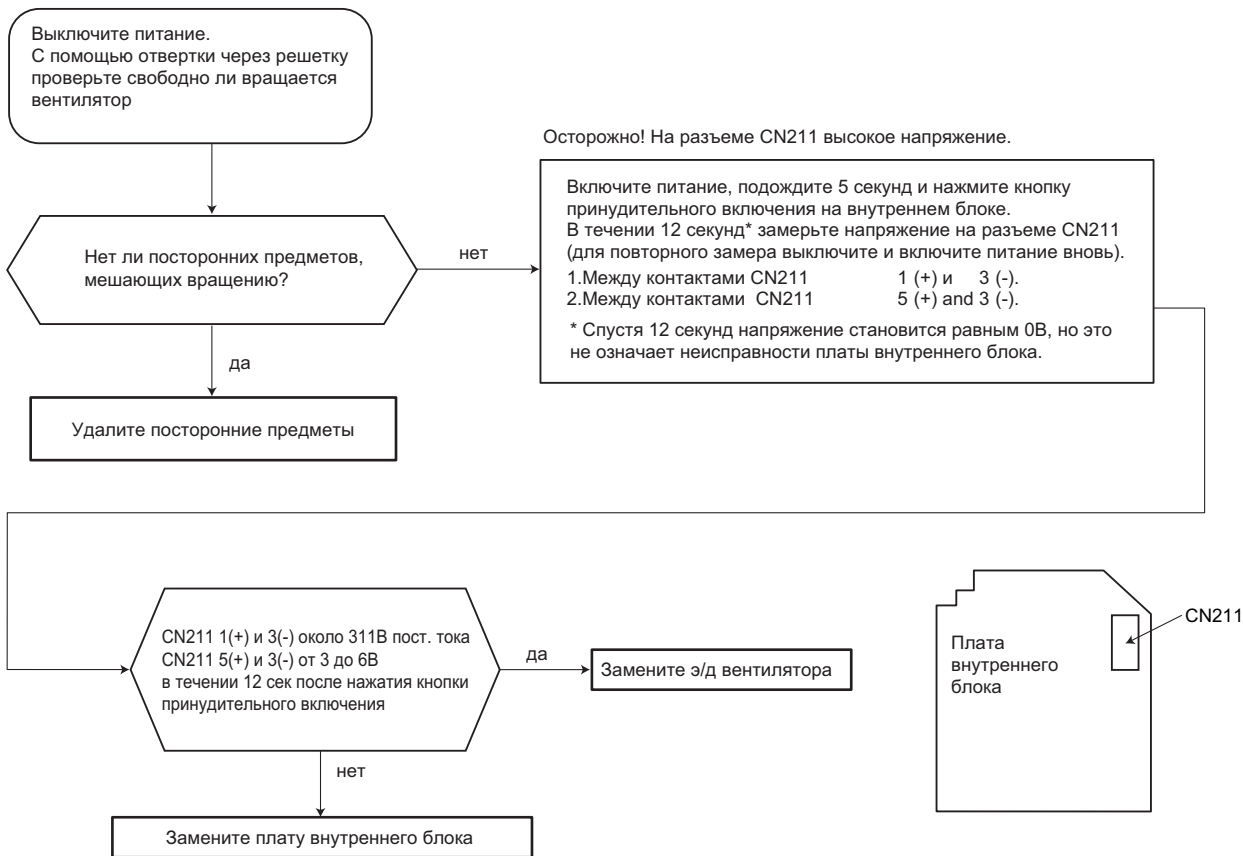 Выключите питание.
С помощью отвертки через решетку
проверьте свободно ли вращается
вентилятор
Нет ли посторонних предметов,
мешающих вращению?
нет
да
Удалите посторонние предметы
Осторожно! На разъеме CN211 высокое напряжение.
Включите питание, подождите 5 секунд и нажмите кнопку
принудительного включения на внутреннем блоке.
В течении 12 секунд* замерьте напряжение на разъеме CN211
(для повторного замера выключите и включите питание вновь).
1.Между контактами CN211 1 (+) и 3 (-).
2.Между контактами CN211 5 (+) and 3 (-).
* Спустя 12 секунд напряжение становится равным 0В, но это
не означает неисправности платы внутреннего блока.
CN211 1(+) и 3(-) около 311В пост. тока
CN211 5(+) и 3(-) от 3 до 6В
в течении 12 сек после нажатия кнопки
принудительного включения
да
Замените э/д вентилятора
нет
Замените плату внутреннего блока
Плата
внутреннего
блока
CN211